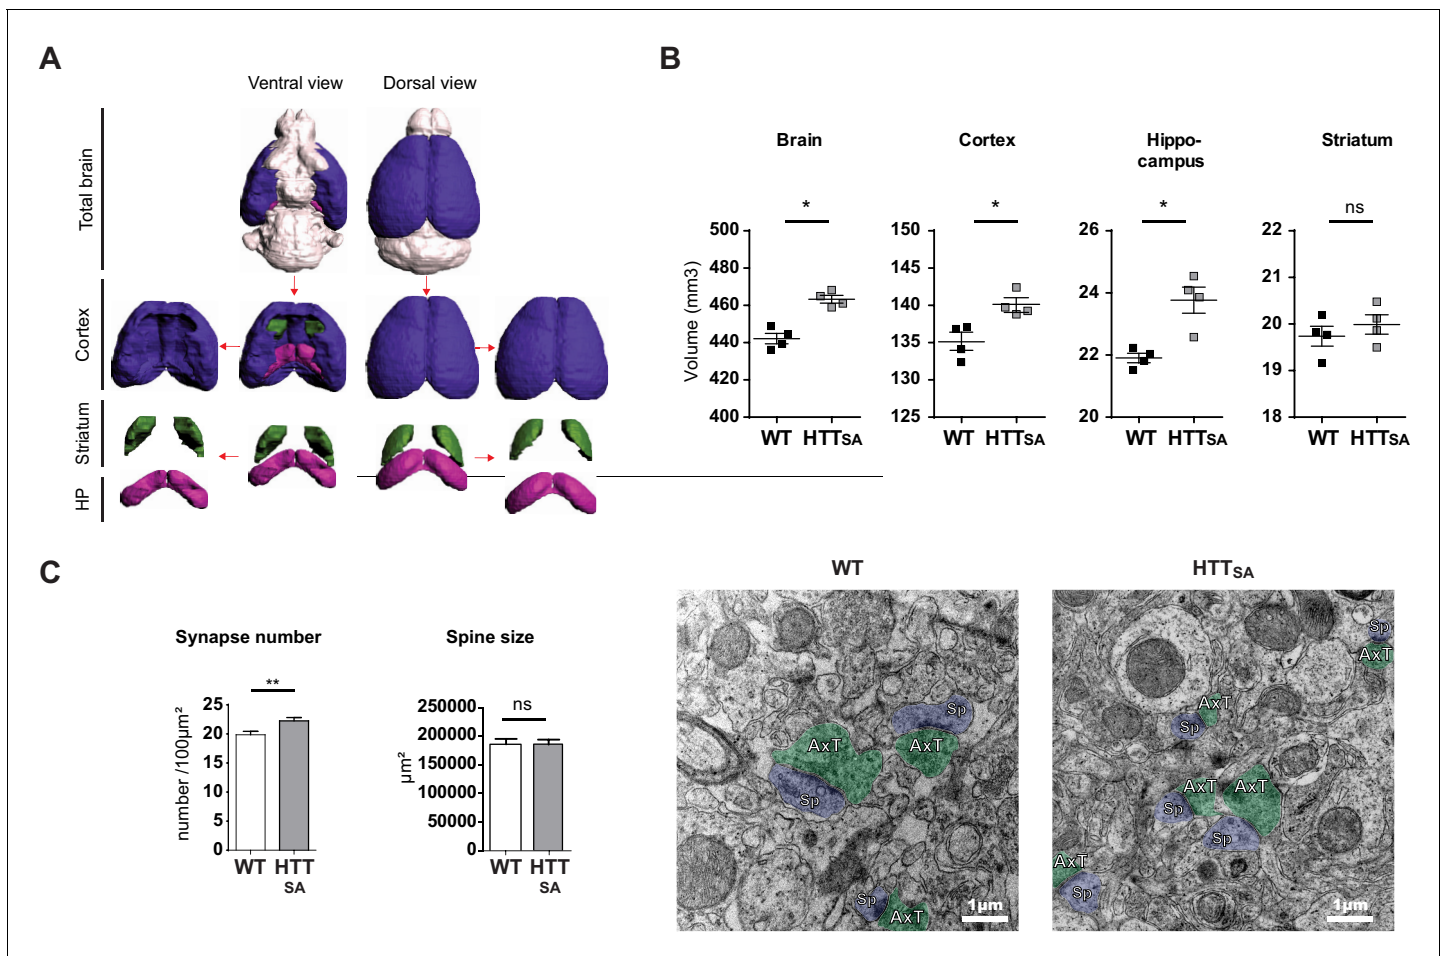 A
Ventral view
Dorsal view
Total brain
Cortex
Striatum
HP
B
Brain
Cortex
Hippo-
campus
Striatum
*
*
*
ns
Volume (mm3)
500
480
460
440
420
400
WT
HTTSA
150
145
140
135
130
125
WT
HTTSA
26
24
22
20
WT
HTTSA
22
21
20
19
18
WT
HTTSA
C
Synapse number
**
number /100µm²
25
20
15
10
5
0
WT
HTT
SA
Spine size
ns
µm²
250000
200000
150000
100000
50000
0
WT
HTT
SA
WT
Sp
AxT
AxT
Sp
Sp
AxT
1µm
HTTSA
Sp
AxT
AxT
Sp
AxT
AxT
Sp
Sp
AxT
Sp
1µm